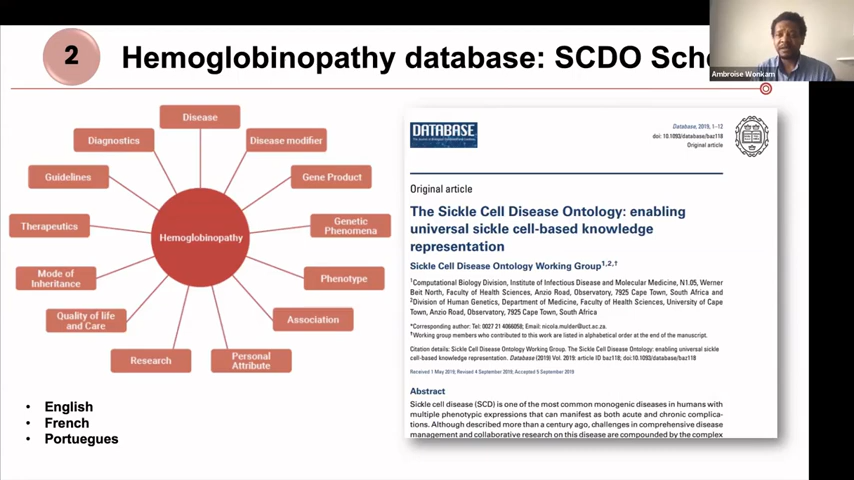 2
Hemoglobinopathy database: SCDO
Ambroise Wonkam
Disease
Diagnostics
Disease modifier
Guidelines
Gene Product
Therapeutics
Genetic
Phenomena
Hemoglobinopathy
Mode of
Inheritance
Phenotype
Quality of life
and Care
Association
Research
Personal
Attribute
• English
• French
• Portuegues
DATABASE
Database, 2019, 1–12
doi: 10.1093/database/baz118
Original article
Original article
The Sickle Cell Disease Ontology: enabling
universal sickle cell-based knowledge
representation
Sickle Cell Disease Ontology Working Group1,2,†
1Computational Biology Division, Institute of Infectious Disease and Molecular Medicine, N1.05, Werner
Beit North, Faculty of Health Sciences, Anzio Road, Observatory, 7925 Cape Town, South Africa and
2Division of Human Genetics, Department of Medicine, Faculty of Health Sciences, University of Cape
Town, Anzio Road, Observatory, 7925 Cape Town, South Africa
*Corresponding author: Tel: 0027 21 4066058; Email: nicola.mulder@uct.ac.za.
†Working group members who contributed to this work are listed in alphabetical order at the end of the manuscript.
Citation details: Sickle Cell Disease Ontology Working Group. The Sickle Cell Disease Ontology: enabling universal sickle
cell-based knowledge representation. Database (2019) Vol. 2019: article ID baz118; doi:10.1093/database/baz118
Received 1 May 2019; Revised 4 September 2019; Accepted 5 September 2019
Abstract
Sickle cell disease (SCD) is one of the most common monogenic diseases in humans with
multiple phenotypic expressions that can manifest as both acute and chronic complica-
tions. Although described more than a century ago, challenges in comprehensive disease
management and collaborative research on this disease are compounded by the complex